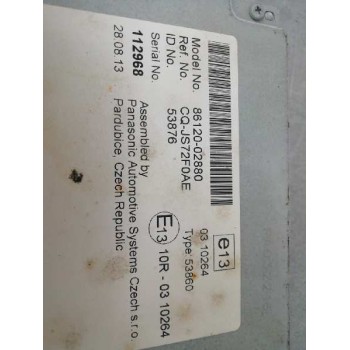 Model No. 86120-02880
Ref. No. CQ-JS72F0AE
ID No. 53876
Serial No.
112968
28.08.13
Assembled by
Panasonic Automotive Systems Czech s.r.o.
Pardubice, Czech Republic
e13
03 10264
Type: 53860
E13 10R - 03 10264